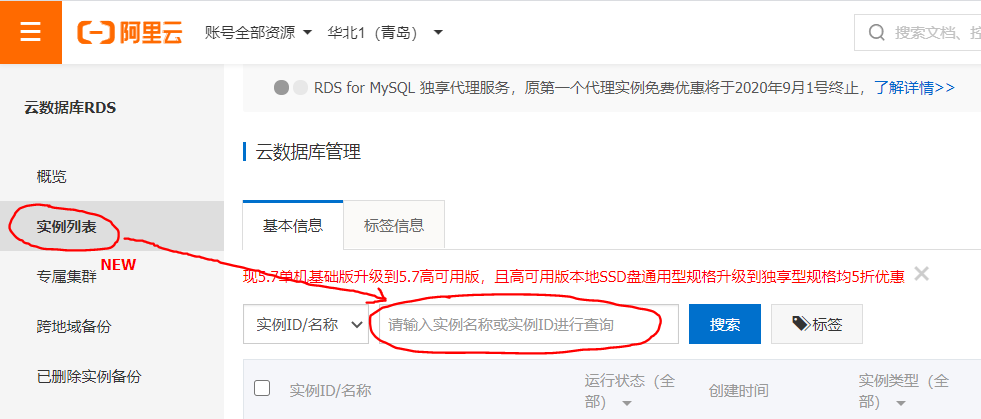 阿里云 账号全部资源 华北1（青岛） 搜索文档、控
云数据库RDS
RDS for MySQL 独享代理服务，原第一个代理实例免费优惠将于2020年9月1号终止，了解详情>>
云数据库管理
概览
实例列表
基本信息 标签信息
专属集群 NEW
现5.7单机基础版升级到5.7高可用版，且高可用版本地SSD盘通用型规格升级到独享型规格均5折优惠
跨地域备份
实例ID/名称 请输入实例名称或实例ID进行查询 搜索 标签
已删除实例备份
实例ID/名称 运行状态（全部） 创建时间 实例类型（全部）